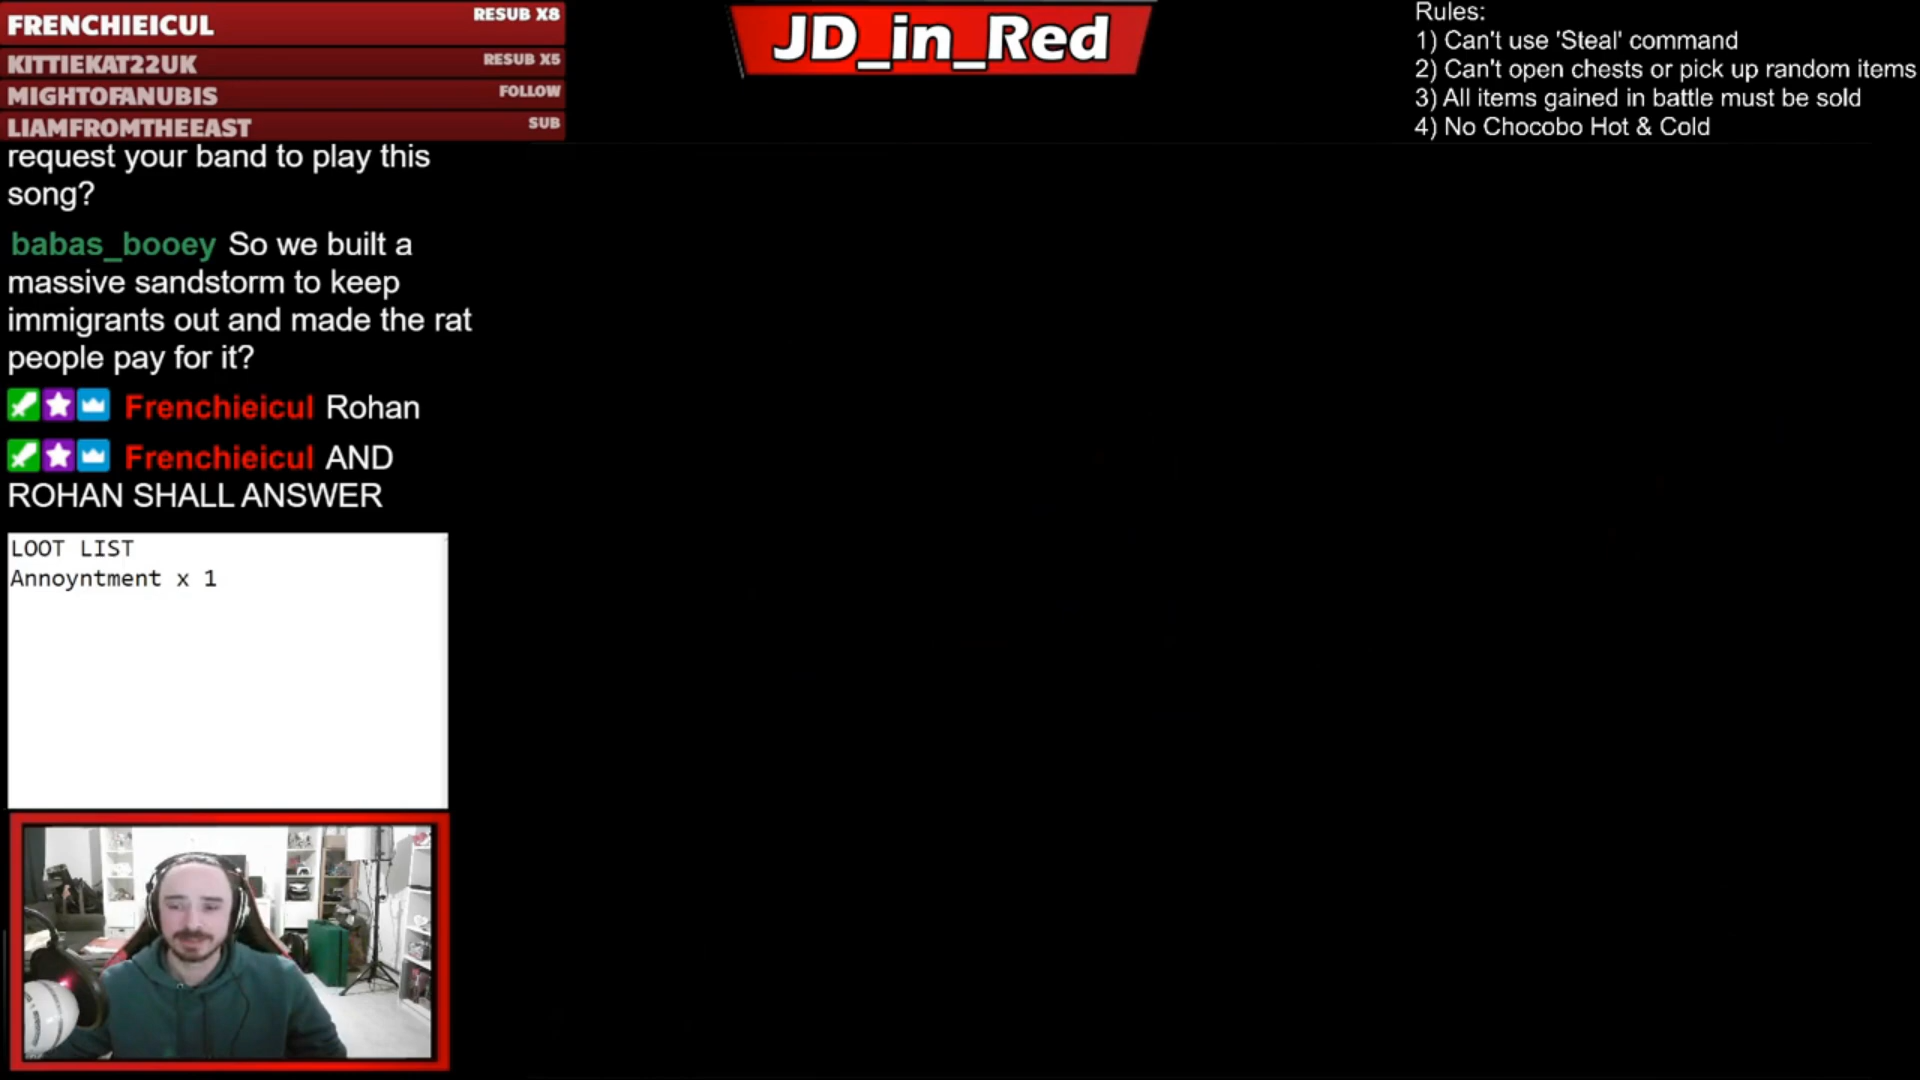 FRENCHIEICUL RESUB X8
KITTIEKAT22UK RESUB X5
MIGHTOFANUBIS FOLLOW
LIAMFROMTHEEAST SUB
request your band to play this
song?
babas_booey So we built a
massive sandstorm to keep
immigrants out and made the rat
people pay for it?
Frenchieicul Rohan
Frenchieicul AND
ROHAN SHALL ANSWER
LOOT LIST
Annoyntment x 1
JD_in_Red
Rules:
1) Can't use 'Steal' command
2) Can't open chests or pick up random items
3) All items gained in battle must be sold
4) No Chocobo Hot & Cold